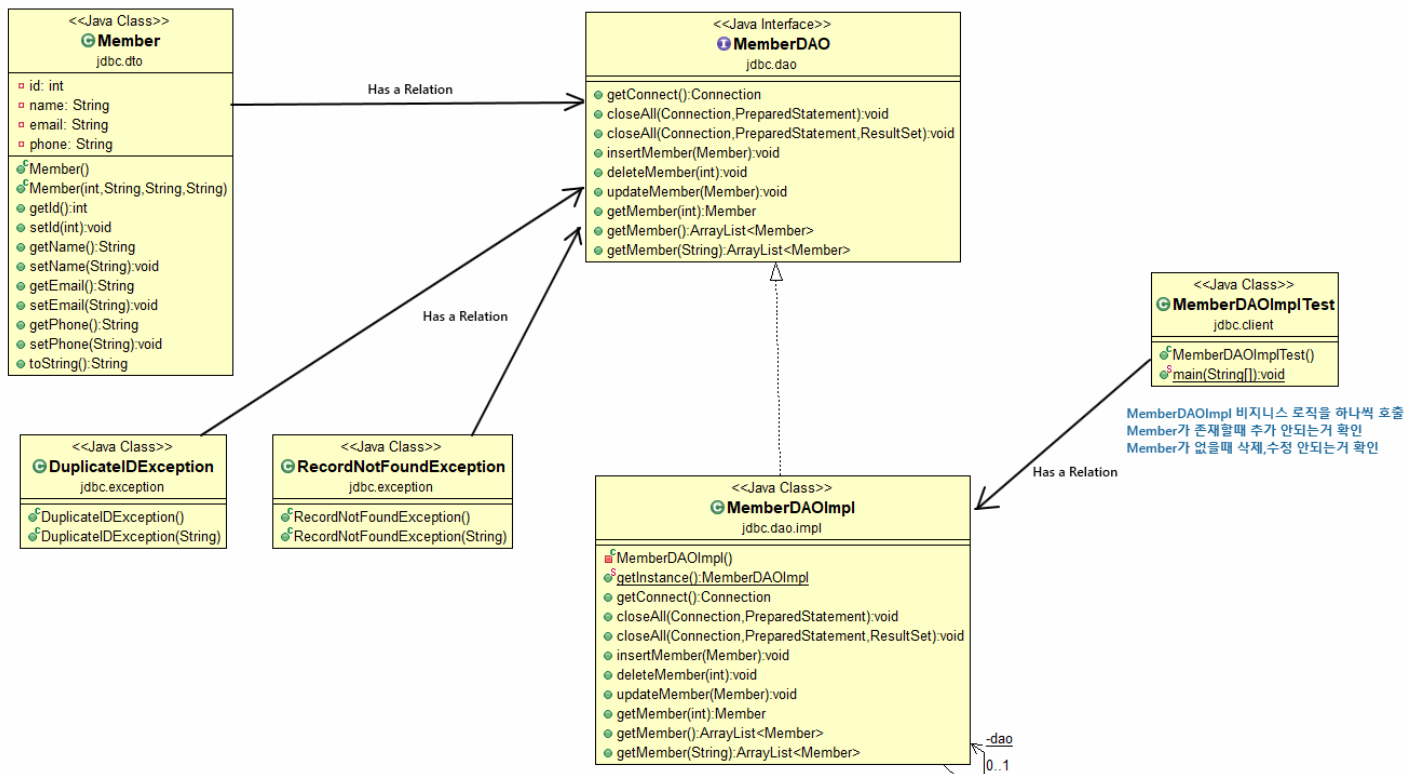 <<Java Class>>
Member
jdbc.dto
id: int
name: String
email: String
phone: String
Member()
Member(int,String,String,String)
getId():int
setId(int):void
getName():String
setName(String):void
getEmail():String
setEmail(String):void
getPhone():String
setPhone(String):void
toString():String
Has a Relation
<<Java Interface>>
MemberDAO
jdbc.dao
getConnect():Connection
closeAll(Connection,PreparedStatement):void
closeAll(Connection,PreparedStatement,ResultSet):void
insertMember(Member):void
deleteMember(int):void
updateMember(Member):void
getMember(int):Member
getMember():ArrayList<Member>
getMember(String):ArrayList<Member>
Has a Relation
<<Java Class>>
MemberDAOImplTest
jdbc.client
MemberDAOImplTest()
main(String[]):void
MemberDAOImpl 비지니스 로직을 하나씩 호출
Member가 존재할때 추가 안되는거 확인
Member가 없을때 삭제,수정 안되는거 확인
Has a Relation
<<Java Class>>
DuplicateIDException
jdbc.exception
DuplicateIDException()
DuplicateIDException(String)
<<Java Class>>
RecordNotFoundException
jdbc.exception
RecordNotFoundException()
RecordNotFoundException(String)
<<Java Class>>
MemberDAOImpl
jdbc.dao.impl
MemberDAOImpl()
getInstance():MemberDAOImpl
getConnect():Connection
closeAll(Connection,PreparedStatement):void
closeAll(Connection,PreparedStatement,ResultSet):void
insertMember(Member):void
deleteMember(int):void
updateMember(Member):void
getMember(int):Member
getMember():ArrayList<Member>
getMember(String):ArrayList<Member>
-dao
0..1